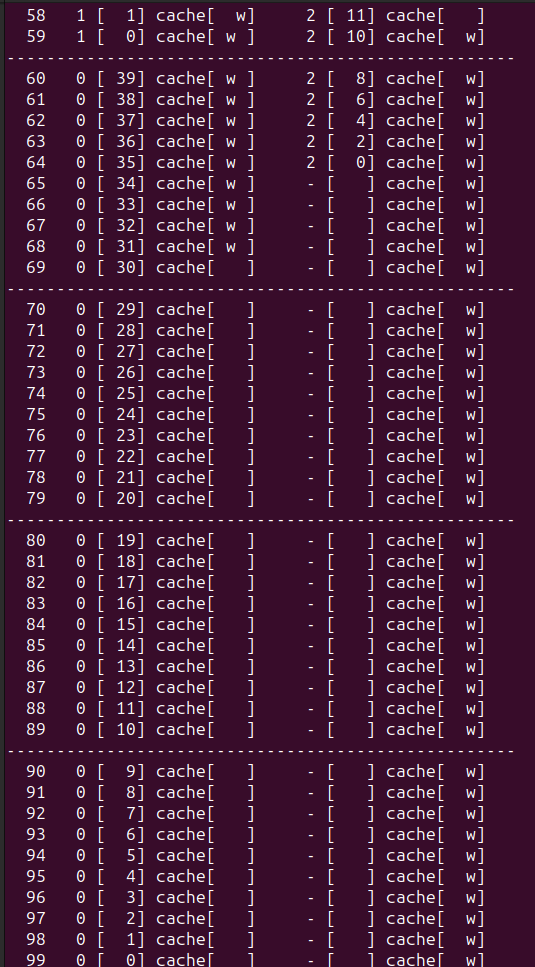 58   1 [  1] cache[  w]     2 [ 11] cache[   ]
59   1 [  0] cache[ w ]     2 [ 10] cache[  w]
---------------------------------------------------
60   0 [ 39] cache[ w ]     2 [  8] cache[  w]
61   0 [ 38] cache[ w ]     2 [  6] cache[  w]
62   0 [ 37] cache[ w ]     2 [  4] cache[  w]
63   0 [ 36] cache[ w ]     2 [  2] cache[  w]
64   0 [ 35] cache[ w ]     2 [  0] cache[  w]
65   0 [ 34] cache[ w ]     - [   ] cache[  w]
66   0 [ 33] cache[ w ]     - [   ] cache[  w]
67   0 [ 32] cache[ w ]     - [   ] cache[  w]
68   0 [ 31] cache[ w ]     - [   ] cache[  w]
69   0 [ 30] cache[   ]     - [   ] cache[  w]
---------------------------------------------------
70   0 [ 29] cache[   ]     - [   ] cache[  w]
71   0 [ 28] cache[   ]     - [   ] cache[  w]
72   0 [ 27] cache[   ]     - [   ] cache[  w]
73   0 [ 26] cache[   ]     - [   ] cache[  w]
74   0 [ 25] cache[   ]     - [   ] cache[  w]
75   0 [ 24] cache[   ]     - [   ] cache[  w]
76   0 [ 23] cache[   ]     - [   ] cache[  w]
77   0 [ 22] cache[   ]     - [   ] cache[  w]
78   0 [ 21] cache[   ]     - [   ] cache[  w]
79   0 [ 20] cache[   ]     - [   ] cache[  w]
---------------------------------------------------
80   0 [ 19] cache[   ]     - [   ] cache[  w]
81   0 [ 18] cache[   ]     - [   ] cache[  w]
82   0 [ 17] cache[   ]     - [   ] cache[  w]
83   0 [ 16] cache[   ]     - [   ] cache[  w]
84   0 [ 15] cache[   ]     - [   ] cache[  w]
85   0 [ 14] cache[   ]     - [   ] cache[  w]
86   0 [ 13] cache[   ]     - [   ] cache[  w]
87   0 [ 12] cache[   ]     - [   ] cache[  w]
88   0 [ 11] cache[   ]     - [   ] cache[  w]
89   0 [ 10] cache[   ]     - [   ] cache[  w]
---------------------------------------------------
90   0 [  9] cache[   ]     - [   ] cache[  w]
91   0 [  8] cache[   ]     - [   ] cache[  w]
92   0 [  7] cache[   ]     - [   ] cache[  w]
93   0 [  6] cache[   ]     - [   ] cache[  w]
94   0 [  5] cache[   ]     - [   ] cache[  w]
95   0 [  4] cache[   ]     - [   ] cache[  w]
96   0 [  3] cache[   ]     - [   ] cache[  w]
97   0 [  2] cache[   ]     - [   ] cache[  w]
98   0 [  1] cache[   ]     - [   ] cache[  w]
99   0 [  0] cache[   ]     - [   ] cache[  w]